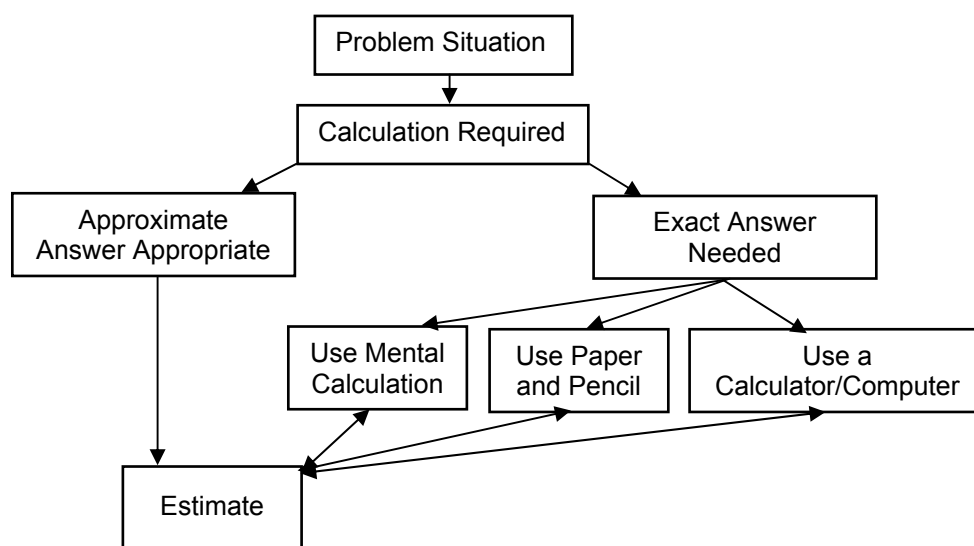 Problem Situation
Calculation Required
Approximate
Answer Appropriate
Exact Answer
Needed
Use Mental
Calculation
Use Paper
and Pencil
Use a
Calculator/Computer
Estimate